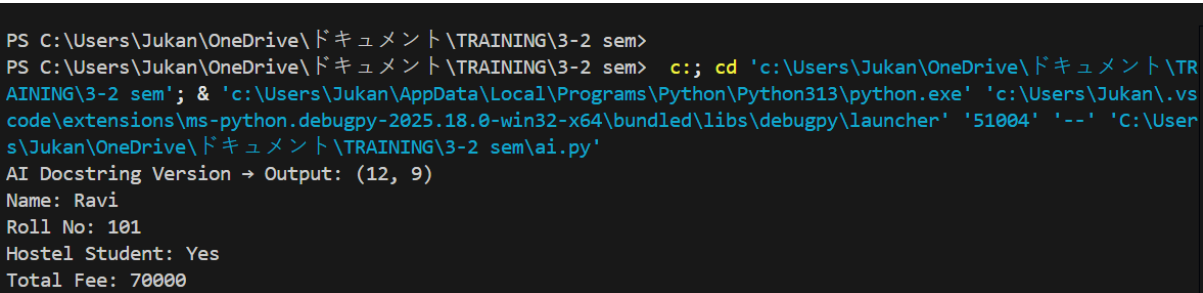 PS C:\Users\Jukan\OneDrive\ドキュメント\TRAINING\3-2 sem>
PS C:\Users\Jukan\OneDrive\ドキュメント\TRAINING\3-2 sem>  c:; cd 'c:\Users\Jukan\OneDrive\ドキュメント\TR
AINING\3-2 sem'; & 'c:\Users\Jukan\AppData\Local\Programs\Python\Python313\python.exe' 'c:\Users\Jukan\.vs
code\extensions\ms-python.debugpy-2025.18.0-win32-x64\bundled\libs\debugpy\launcher' '51004' '--' 'C:\User
s\Jukan\OneDrive\ドキュメント\TRAINING\3-2 sem\ai.py'
AI Docstring Version → Output: (12, 9)
Name: Ravi
Roll No: 101
Hostel Student: Yes
Total Fee: 70000